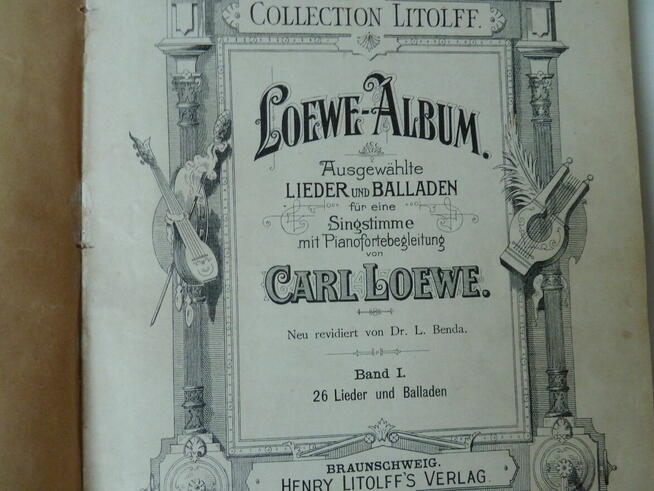 COLLECTION LITOLFF.
LOEWE-ALBUM.
Ausgewählte
LIEDER UND BALLADEN
für eine
Singstimme
mit Pianofortebegleitung
von
CARL LOEWE.
Neu revidiert von Dr. L. Benda.
Band I.
26 Lieder und Balladen
BRAUNSCHWEIG.
HENRY LITOLFF'S VERLAG.